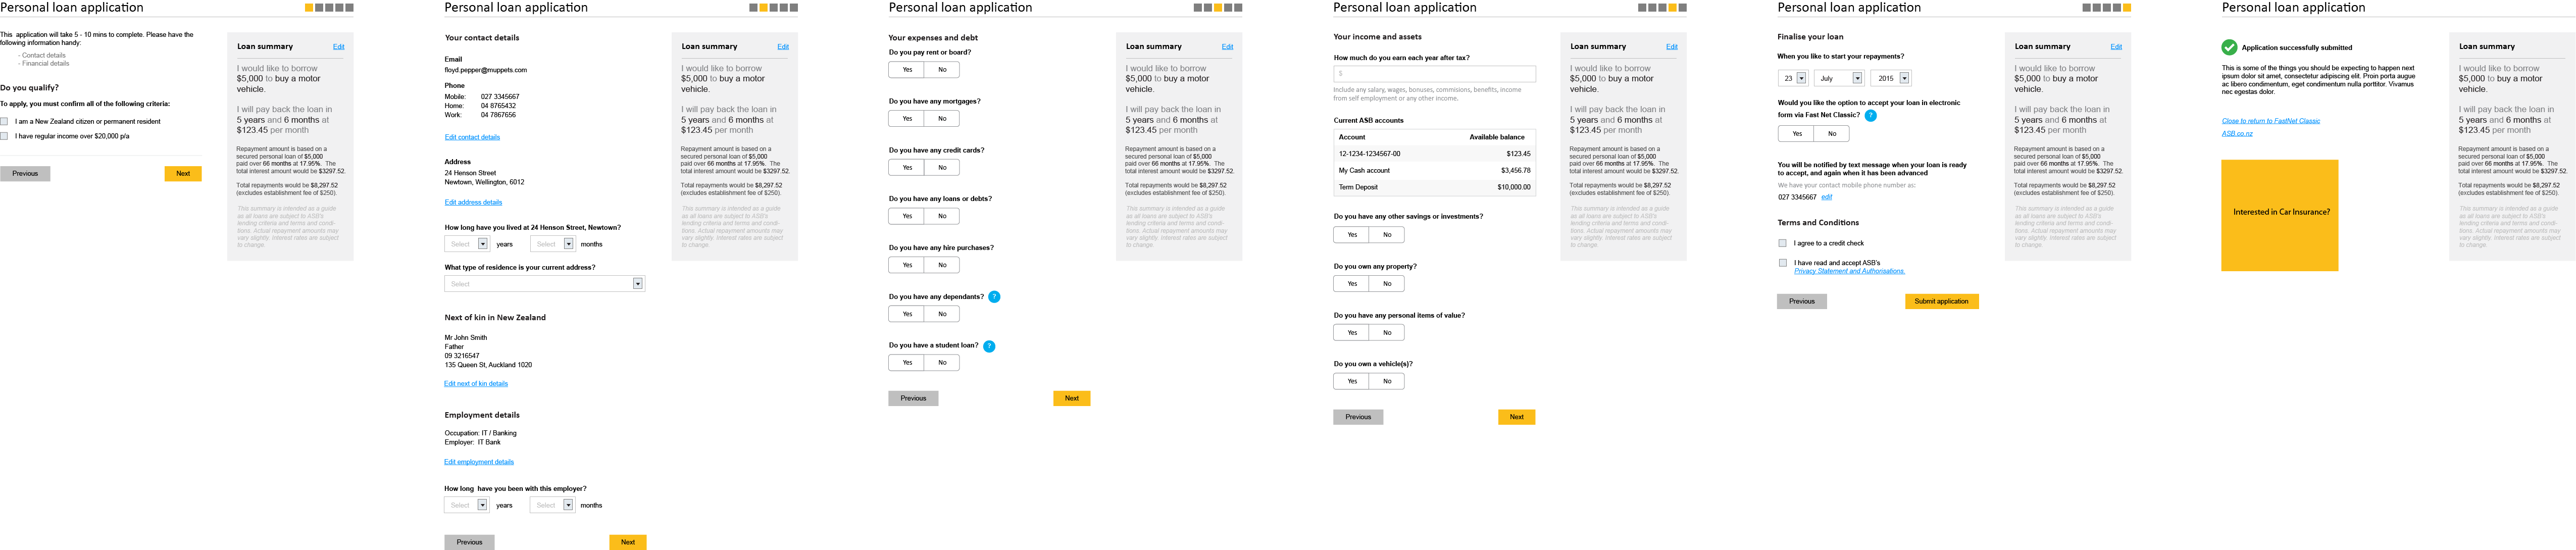 Personal loan application
This  application will take 5 - 10 mins to complete. Please have the
following information handy:
- Contact details
- Financial details
Do you qualify?
To apply, you must confirm all of the following criteria:
I am a New Zealand citizen or permanent resident
I have regular income over $20,000 p/a
Previous
Next
Loan summary
Edit
I would like to borrow
$5,000 to buy a motor
vehicle.
I will pay back the loan in
5 years and 6 months at
$123.45 per month
Repayment amount is based on a
secured personal loan of $5,000
paid over 66 months at 17.95%.  The
total interest amount would be $3297.52.
Total repayments would be $8,297.52
(excludes establishment fee of $250).
This summary is intended as a guide
as all loans are subject to ASB's
lending criteria and terms and condi-
tions. Actual repayment amounts may
vary slightly. Interest rates are subject
to change.
Personal loan application
Your contact details
Email
floyd.pepper@muppets.com
Phone
Mobile: 027 3345667
Home: 04 8765432
Work: 04 7867656
Edit contact details
Address
24 Henson Street
Newtown, Wellington, 6012
Edit address details
How long have you lived at 24 Henson Street, Newtown?
Select years Select months
What type of residence is your current address?
Select
Next of kin in New Zealand
Mr John Smith
Father
09 3216547
135 Queen St, Auckland 1020
Edit next of kin details
Employment details
Occupation: IT / Banking
Employer:  IT Bank
Edit employment details
How long  have you been with this employer?
Select years Select months
Previous
Next
Loan summary
Edit
I would like to borrow
$5,000 to buy a motor
vehicle.
I will pay back the loan in
5 years and 6 months at
$123.45 per month
Repayment amount is based on a
secured personal loan of $5,000
paid over 66 months at 17.95%.  The
total interest amount would be $3297.52.
Total repayments would be $8,297.52
(excludes establishment fee of $250).
This summary is intended as a guide
as all loans are subject to ASB's
lending criteria and terms and condi-
tions. Actual repayment amounts may
vary slightly. Interest rates are subject
to change.
Personal loan application
Your expenses and debt
Do you pay rent or board?
Yes No
Do you have any mortgages?
Yes No
Do you have any credit cards?
Yes No
Do you have any loans or debts?
Yes No
Do you have any hire purchases?
Yes No
Do you have any dependants? ?
Yes No
Do you have a student loan? ?
Yes No
Previous
Next
Loan summary
Edit
I would like to borrow
$5,000 to buy a motor
vehicle.
I will pay back the loan in
5 years and 6 months at
$123.45 per month
Repayment amount is based on a
secured personal loan of $5,000
paid over 66 months at 17.95%.  The
total interest amount would be $3297.52.
Total repayments would be $8,297.52
(excludes establishment fee of $250).
This summary is intended as a guide
as all loans are subject to ASB's
lending criteria and terms and condi-
tions. Actual repayment amounts may
vary slightly. Interest rates are subject
to change.
Personal loan application
Your income and assets
How much do you earn each year after tax?
$
Include any salary, wages, bonuses, commisions, benefits, income
from self employment or any other income.
Current ASB accounts
Account Available balance
12-1234-1234567-00 $123.45
My Cash account $3,456.78
Term Deposit $10,000.00
Do you have any other savings or investments?
Yes No
Do you own any property?
Yes No
Do you have any personal items of value?
Yes No
Do you own a vehicle(s)?
Yes No
Previous
Next
Loan summary
Edit
I would like to borrow
$5,000 to buy a motor
vehicle.
I will pay back the loan in
5 years and 6 months at
$123.45 per month
Repayment amount is based on a
secured personal loan of $5,000
paid over 66 months at 17.95%.  The
total interest amount would be $3297.52.
Total repayments would be $8,297.52
(excludes establishment fee of $250).
This summary is intended as a guide
as all loans are subject to ASB's
lending criteria and terms and condi-
tions. Actual repayment amounts may
vary slightly. Interest rates are subject
to change.
Personal loan application
Finalise your loan
When you like to start your repayments?
23 July 2015
Would you like the option to accept your loan in electronic
form via Fast Net Classic? ?
Yes No
You will be notified by text message when your loan is ready
to accept, and again when it has been advanced
We have your contact mobile phone number as:
027 3345667 edit
Terms and Conditions
I agree to a credit check
I have read and accept ASB's
Privacy Statement and Authorisations.
Previous
Submit application
Loan summary
Edit
I would like to borrow
$5,000 to buy a motor
vehicle.
I will pay back the loan in
5 years and 6 months at
$123.45 per month
Repayment amount is based on a
secured personal loan of $5,000
paid over 66 months at 17.95%.  The
total interest amount would be $3297.52.
Total repayments would be $8,297.52
(excludes establishment fee of $250).
This summary is intended as a guide
as all loans are subject to ASB's
lending criteria and terms and condi-
tions. Actual repayment amounts may
vary slightly. Interest rates are subject
to change.
Personal loan application
Application successfully submitted
This is some of the things you should be expecting to happen next
ipsum dolor sit amet, consectetur adipiscing elit. Proin porta augue
ac libero condimentum, eget condimentum nulla porttitor. Vivamus
nec egestas dolor.
Close to return to FastNet Classic
ASB.co.nz
Interested in Car Insurance?
Loan summary
I would like to borrow
$5,000 to buy a motor
vehicle.
I will pay back the loan in
5 years and 6 months at
$123.45 per month
Repayment amount is based on a
secured personal loan of $5,000
paid over 66 months at 17.95%.  The
total interest amount would be $3297.52.
Total repayments would be $8,297.52
(excludes establishment fee of $250).
This summary is intended as a guide
as all loans are subject to ASB's
lending criteria and terms and condi-
tions. Actual repayment amounts may
vary slightly. Interest rates are subject
to change.